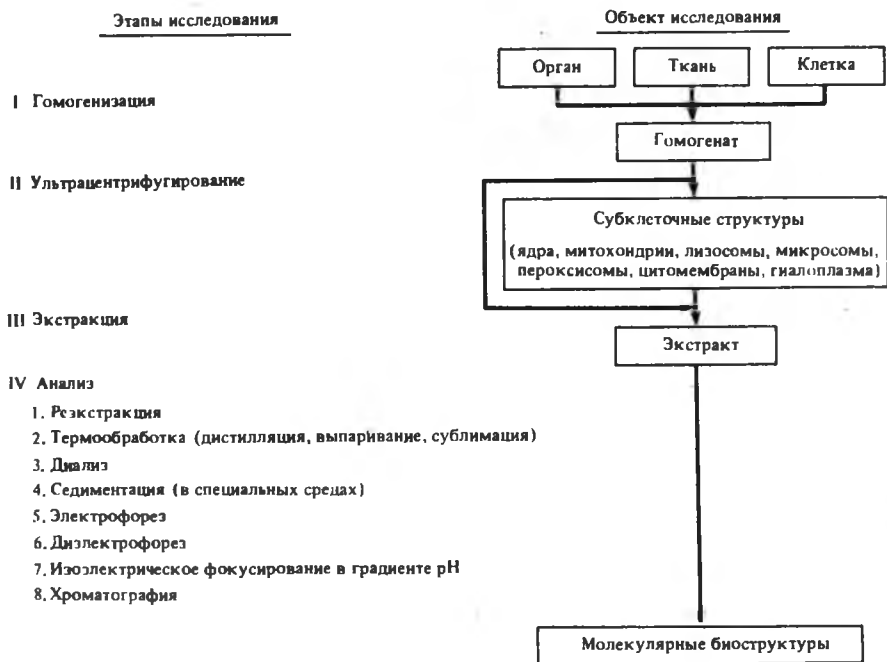 Этапы исследования
Объект исследования
Орган
Ткань
Клетка
I Гомогенизация
Гомогенат
II Ультрацентрифугирование
Субклеточные структуры
(ядра, митохондрии, лизосомы, микросомы,
пероксисомы, цитомембраны, гиалоплазма)
III Экстракция
Экстракт
IV Анализ
1. Реэкстракция
2. Термообработка (дистилляция, выпаривание, сублимация)
3. Диализ
4. Седиментация (в специальных средах)
5. Электрофорез
6. Диэлектрофорез
7. Изоэлектрическое фокусирование в градиенте pH
8. Хроматография
Молекулярные биоструктуры